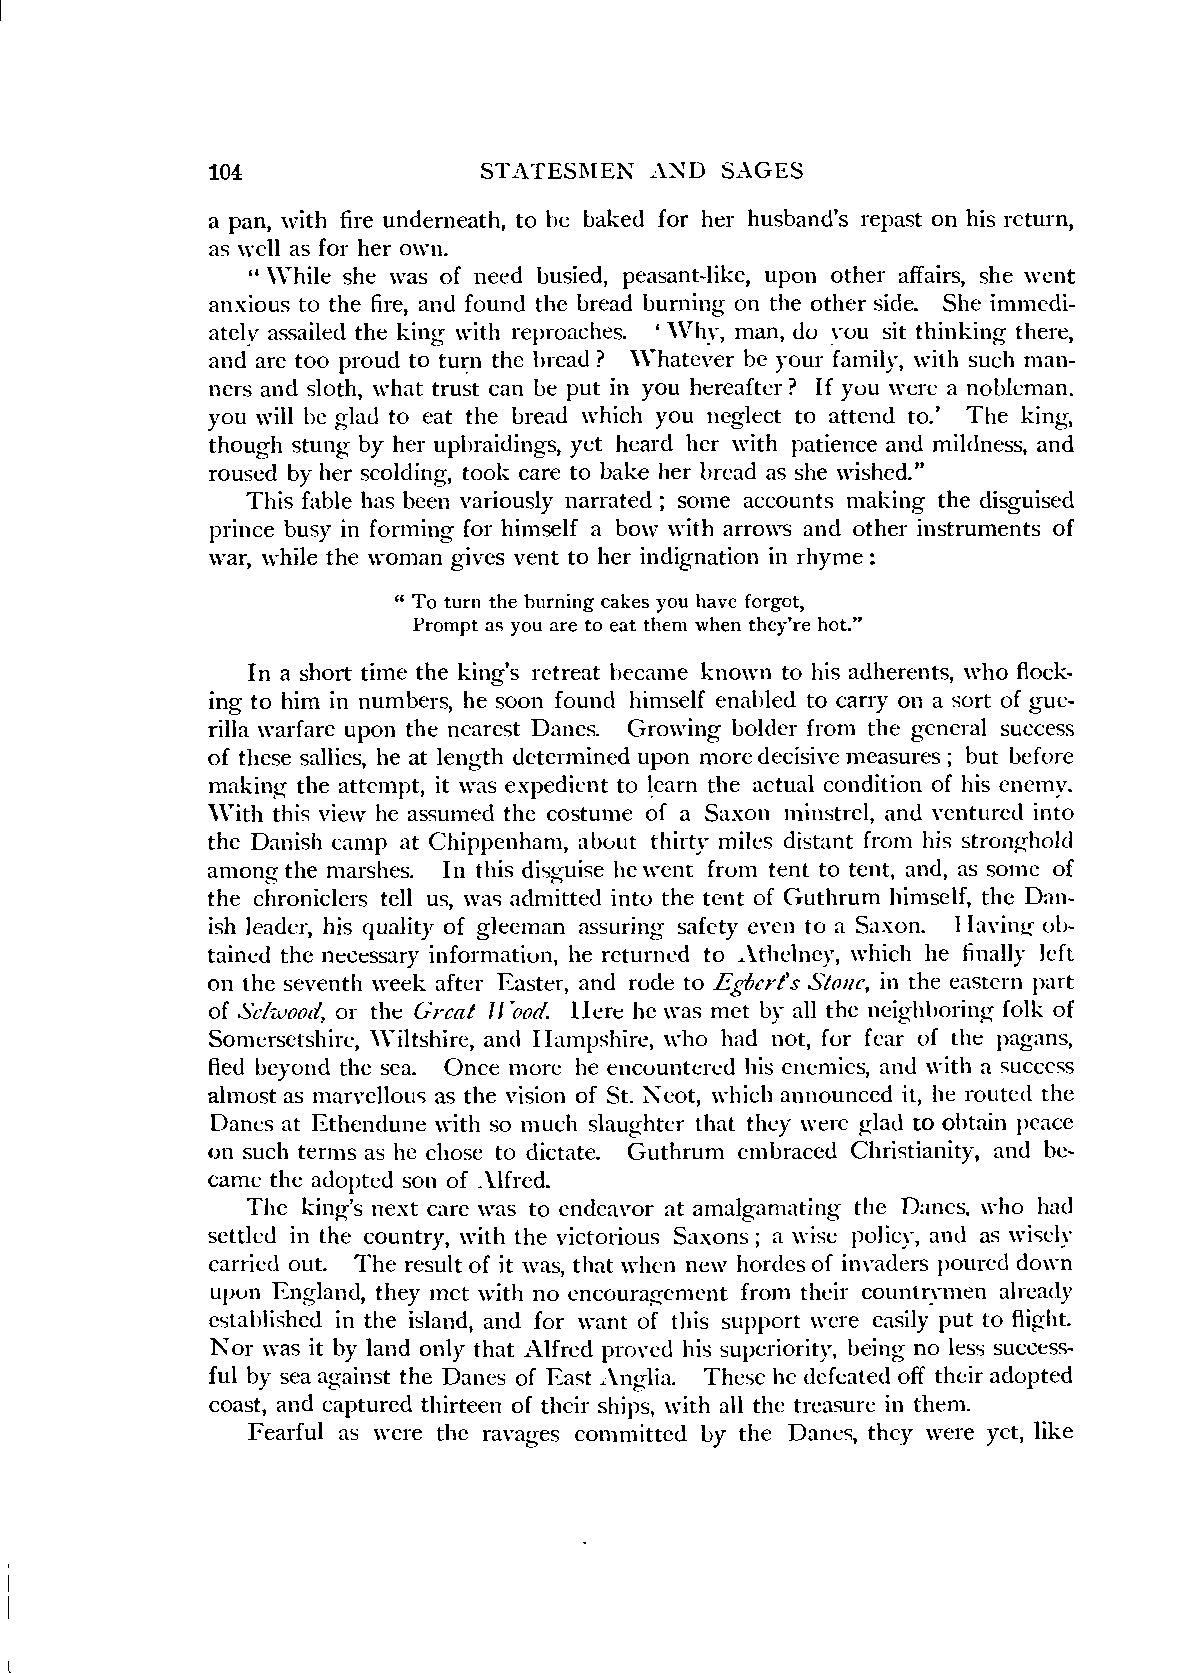 104 STATESMEN AND SAGES
a pan, with fire underneath, to be baked for her husband's repast on his return,
as well as for her own.
"While she was of need busied, peasant-like, upon other affairs, she went
anxious to the fire, and found the bread burning on the other side. She immedi-
ately assailed the king with reproaches. 'Why, man, do you sit thinking there,
and are too proud to turn the bread? Whatever be your family, with such man-
ners and sloth, what trust can be put in you hereafter? If you were a nobleman.
you will be glad to eat the bread which you neglect to attend to.' The king,
though stung by her upbraidings, yet heard her with patience and mildness, and
roused by her scolding, took care to bake her bread as she wished."
This fable has been variously narrated; some accounts making the disguised
prince busy in forming for himself a bow with arrows and other instruments of
war, while the woman gives vent to her indignation in rhyme:
"To turn the burning cakes you have forgot,
Prompt as you are to eat them when they're hot."
In a short time the king's retreat became known to his adherents, who flock-
ing to him in numbers, he soon found himself enabled to carry on a sort of gue-
rilla warfare upon the nearest Danes. Growing bolder from the general success
of these sallies, he at length determined upon more decisive measures; but before
making the attempt, it was expedient to learn the actual condition of his enemy.
With this view he assumed the costume of a Saxon minstrel, and ventured into
the Danish camp at Chippenham, about thirty miles distant from his stronghold
among the marshes. In this disguise he went from tent to tent, and, as some of
the chroniclers tell us, was admitted into the tent of Guthrum himself, the Dan-
ish leader, his quality of gleeman assuring safety even to a Saxon. Having ob-
tained the necessary information, he returned to Athelney, which he finally left
on the seventh week after Easter, and rode to Egbert's Stone, in the eastern part
of Selwood, or the Great Wood. Here he was met by all the neighboring folk of
Somersetshire, Wiltshire, and Hampshire, who had not, for fear of the pagans,
fled beyond the sea. Once more he encountered his enemies, and with a success
almost as marvellous as the vision of St. Neot, which announced it, he routed the
Danes at Ethendune with so much slaughter that they were glad to obtain peace
on such terms as he chose to dictate. Guthrum embraced Christianity, and be-
came the adopted son of Alfred.
The king's next care was to endeavor at amalgamating the Danes, who had
settled in the country, with the victorious Saxons; a wise policy, and as wisely
carried out. The result of it was, that when new hordes of invaders poured down
upon England, they met with no encouragement from their countrymen already
established in the island, and for want of this support were easily put to flight.
Nor was it by land only that Alfred proved his superiority, being no less success-
ful by sea against the Danes of East Anglia. These he defeated off their adopted
coast, and captured thirteen of their ships, with all the treasure in them.
Fearful as were the ravages committed by the Danes, they were yet, like